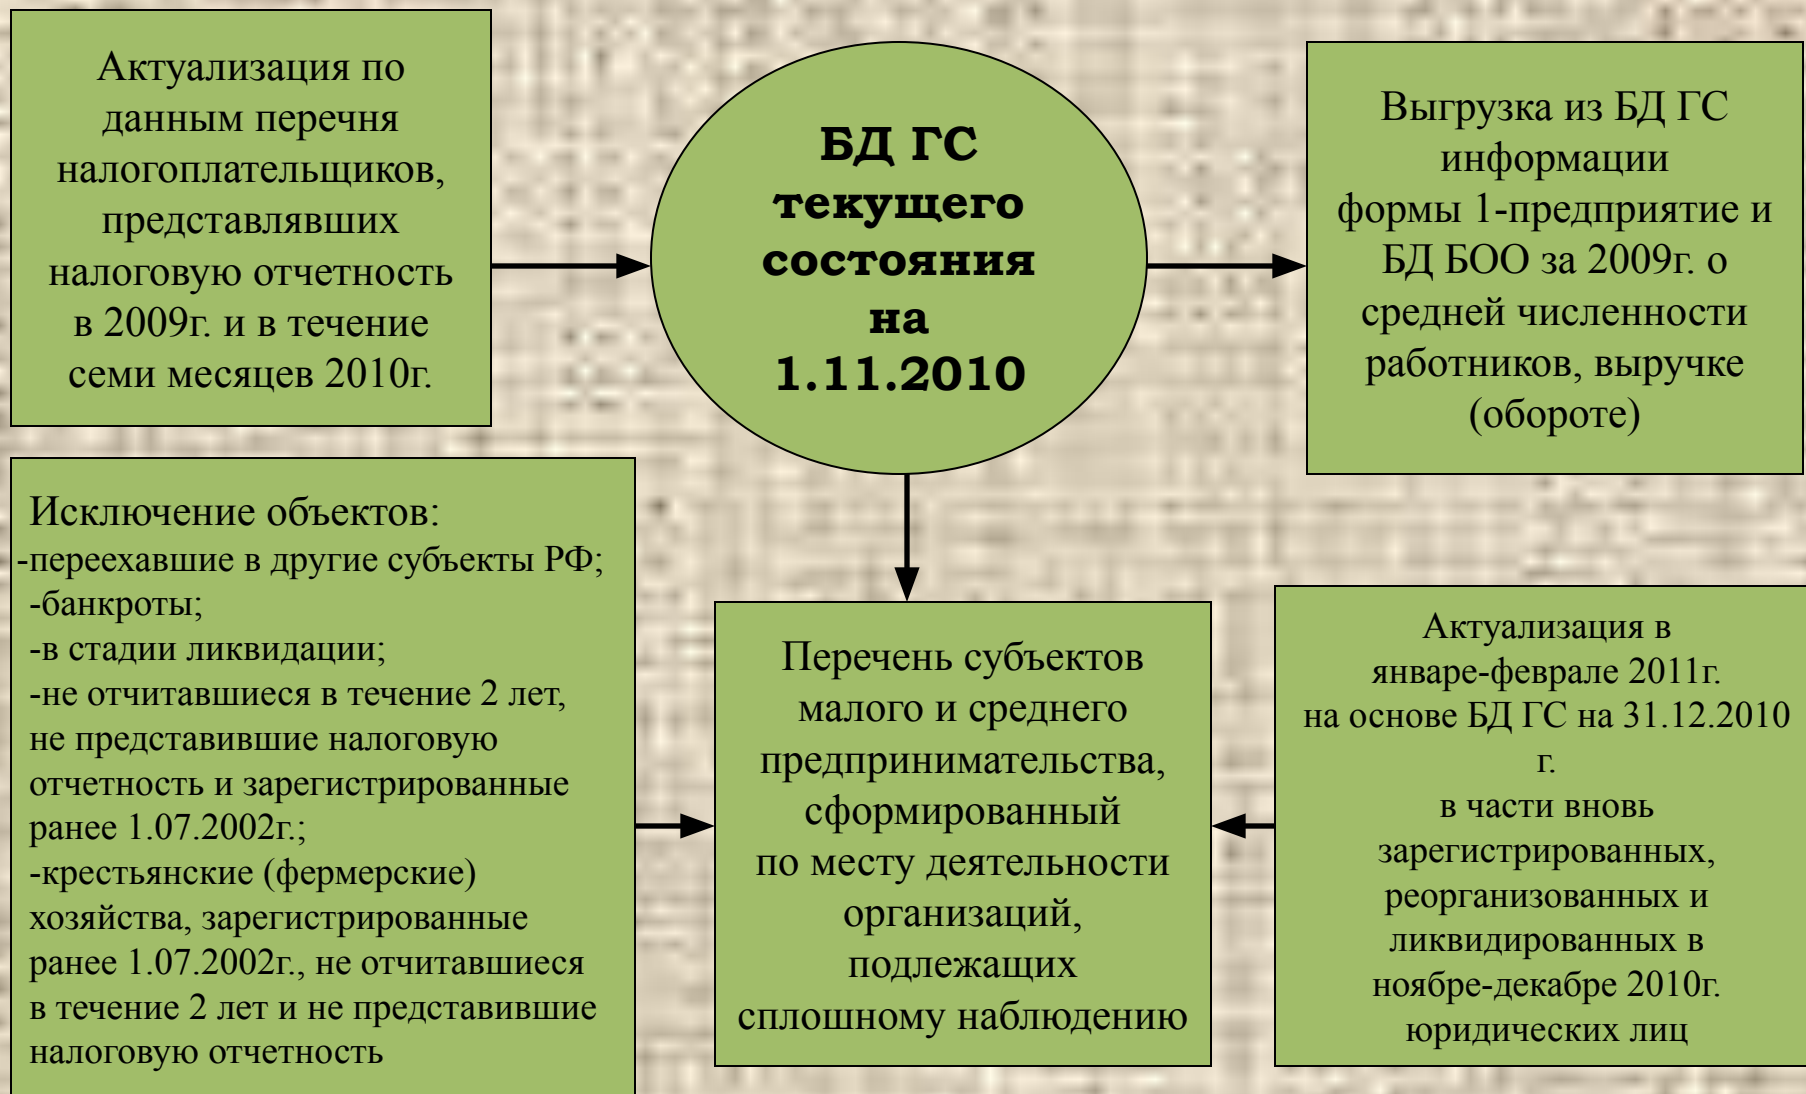 Актуализация по
данным перечня
налогоплательщиков,
представлявших
налоговую отчетность
в 2009г. и в течение
семи месяцев 2010г.
БД ГС
текущего
состояния
на
1.11.2010
Выгрузка из БД ГС
информации
формы 1-предприятие и
БД БОО за 2009г. о
средней численности
работников, выручке
(обороте)
Исключение объектов:
-переехавшие в другие субъекты РФ;
-банкроты;
-в стадии ликвидации;
-не отчитавшиеся в течение 2 лет,
не представившие налоговую
отчетность и зарегистрированные
ранее 1.07.2002г.;
-крестьянские (фермерские)
хозяйства, зарегистрированные
ранее 1.07.2002г., не отчитавшиеся
в течение 2 лет и не представившие
налоговую отчетность
Перечень субъектов
малого и среднего
предпринимательства,
сформированный
по месту деятельности
организаций,
подлежащих
сплошному наблюдению
Актуализация в
январе-феврале 2011г.
на основе БД ГС на 31.12.2010
г.
в части вновь
зарегистрированных,
реорганизованных и
ликвидированных в
ноябре-декабре 2010г.
юридических лиц